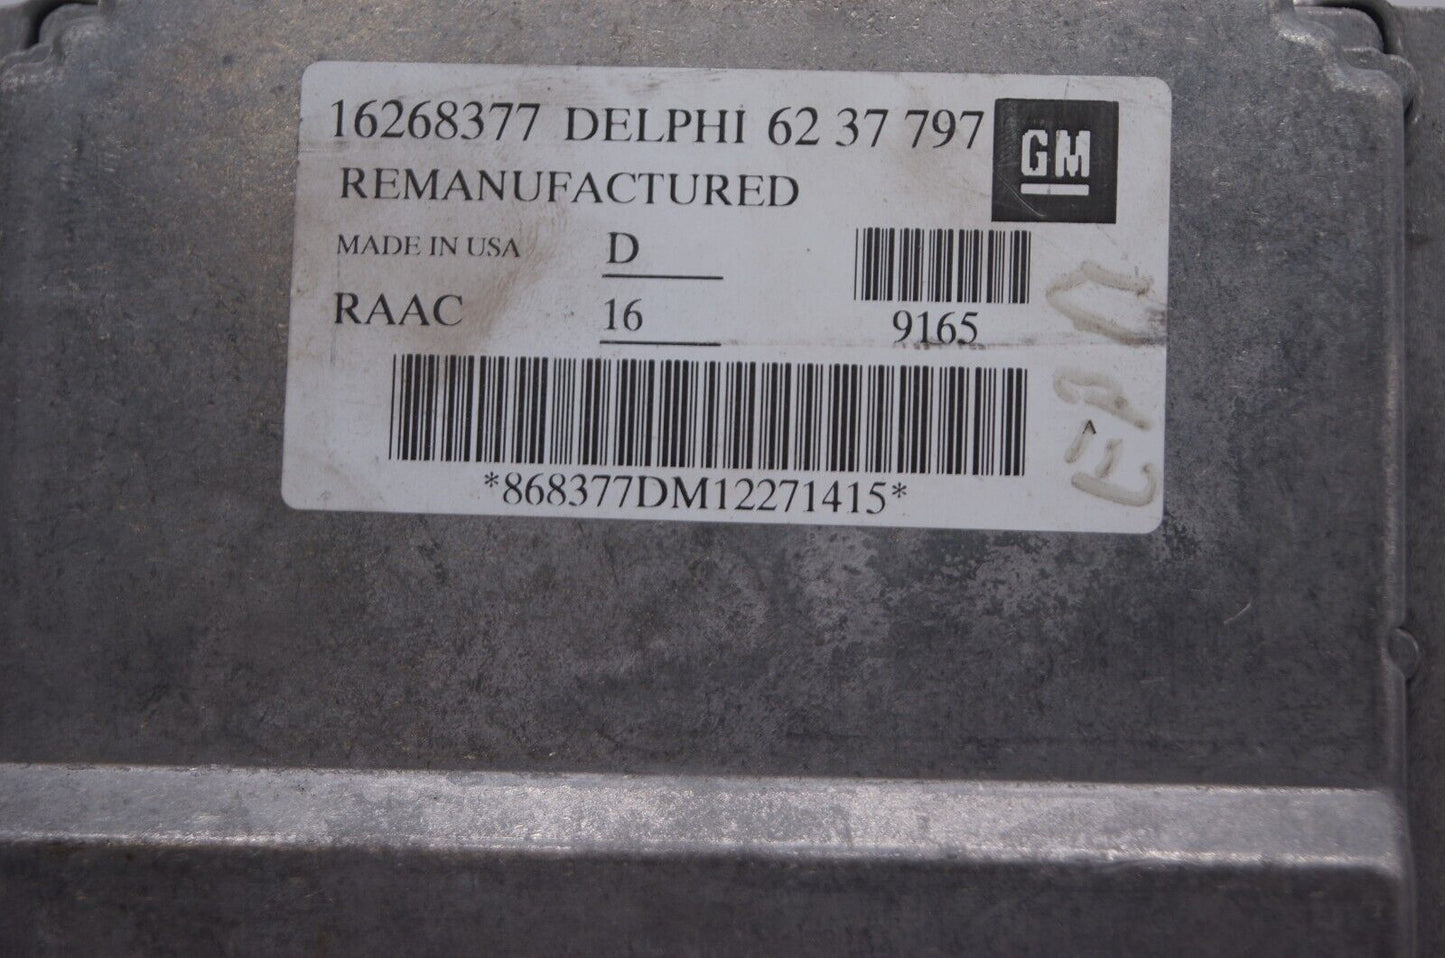 16268377 DELPHI 62 37 797
GM
REMANUFACTURED
MADE IN USA D
RAAC 16
9165
A
*868377DM12271415*